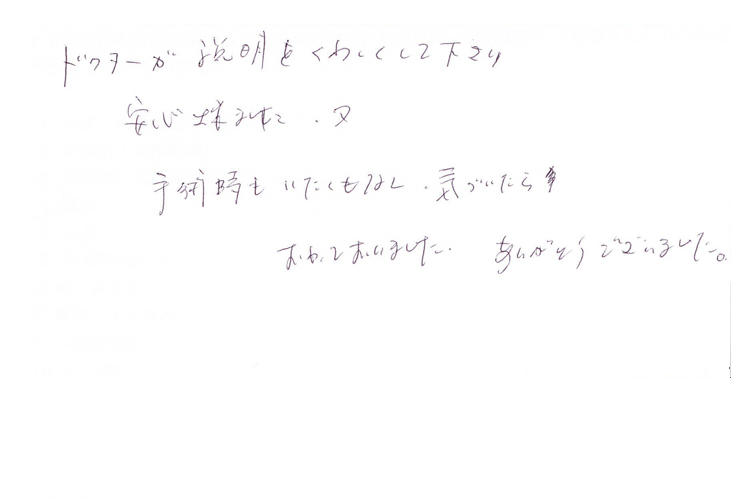 ドクターが説明をくわしくして下さり
安心出来ました．又
手術時もいたくもなし．気づいたら
おわっておりました．ありがとうございました。